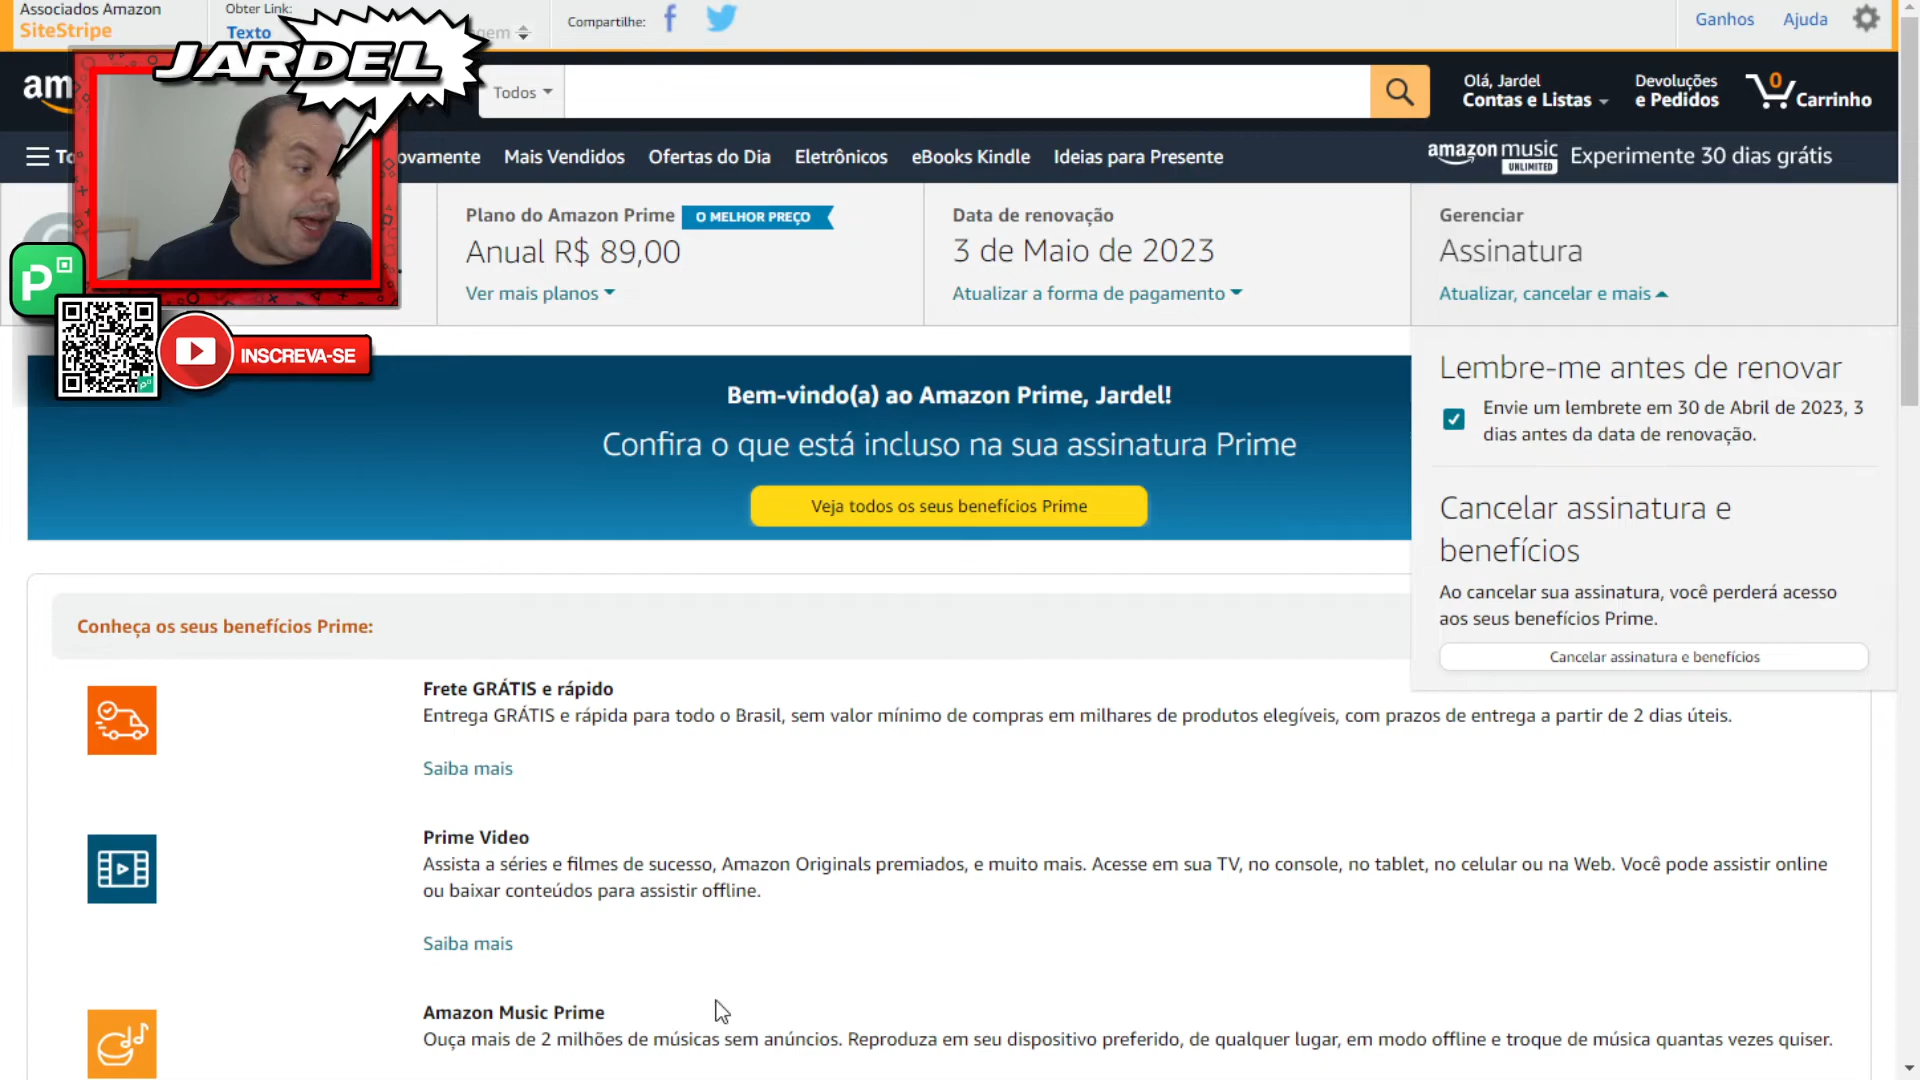 Associados Amazon
SiteStripe
Obter Link:
Texto
Compartilhe:
Ganhos
Ajuda
JARDEL
am
Todos
Olá, Jardel
Contas e Listas
Devoluções
e Pedidos
0
Carrinho
ovamente
Mais Vendidos
Ofertas do Dia
Eletrônicos
eBooks Kindle
Ideias para Presente
amazon music
UNLIMITED
Experimente 30 dias grátis
Plano do Amazon Prime
O MELHOR PREÇO
Anual R$ 89,00
Ver mais planos
Data de renovação
3 de Maio de 2023
Atualizar a forma de pagamento
Gerenciar
Assinatura
Atualizar, cancelar e mais
P
INSCREVA-SE
Bem-vindo(a) ao Amazon Prime, Jardel!
Confira o que está incluso na sua assinatura Prime
Veja todos os seus benefícios Prime
Lembre-me antes de renovar
Envie um lembrete em 30 de Abril de 2023, 3
dias antes da data de renovação.
Cancelar assinatura e
benefícios
Ao cancelar sua assinatura, você perderá acesso
aos seus benefícios Prime.
Cancelar assinatura e benefícios
Conheça os seus benefícios Prime:
Frete GRÁTIS e rápido
Entrega GRÁTIS e rápida para todo o Brasil, sem valor mínimo de compras em milhares de produtos elegíveis, com prazos de entrega a partir de 2 dias úteis.
Saiba mais
Prime Video
Assista a séries e filmes de sucesso, Amazon Originals premiados, e muito mais. Acesse em sua TV, no console, no tablet, no celular ou na Web. Você pode assistir online
ou baixar conteúdos para assistir offline.
Saiba mais
Amazon Music Prime
Ouça mais de 2 milhões de músicas sem anúncios. Reproduza em seu dispositivo preferido, de qualquer lugar, em modo offline e troque de música quantas vezes quiser.